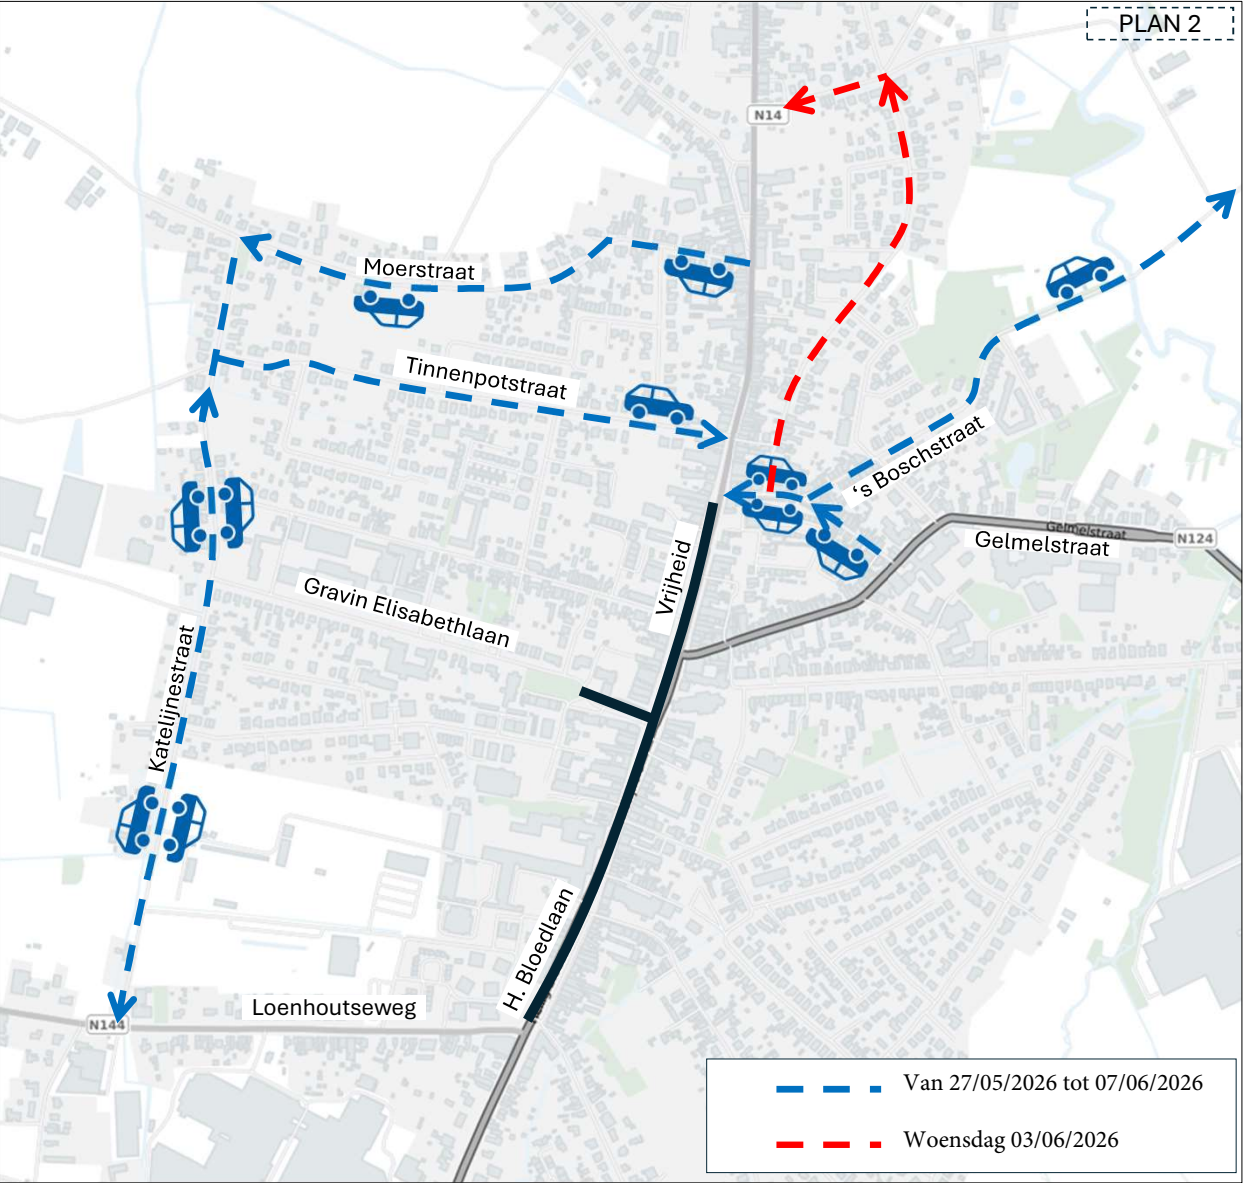 PLAN 2
N14
Moerstraat
Tinnenpotstraat
's Boschstraat
Gelmelstraat
N124
Gelmelstraat
Vrijheid
Gravin Elisabethlaan
Katelijnestraat
H. Bloedlaan
Loenhoutseweg
N144
Van 27/05/2026 tot 07/06/2026
Woensdag 03/06/2026